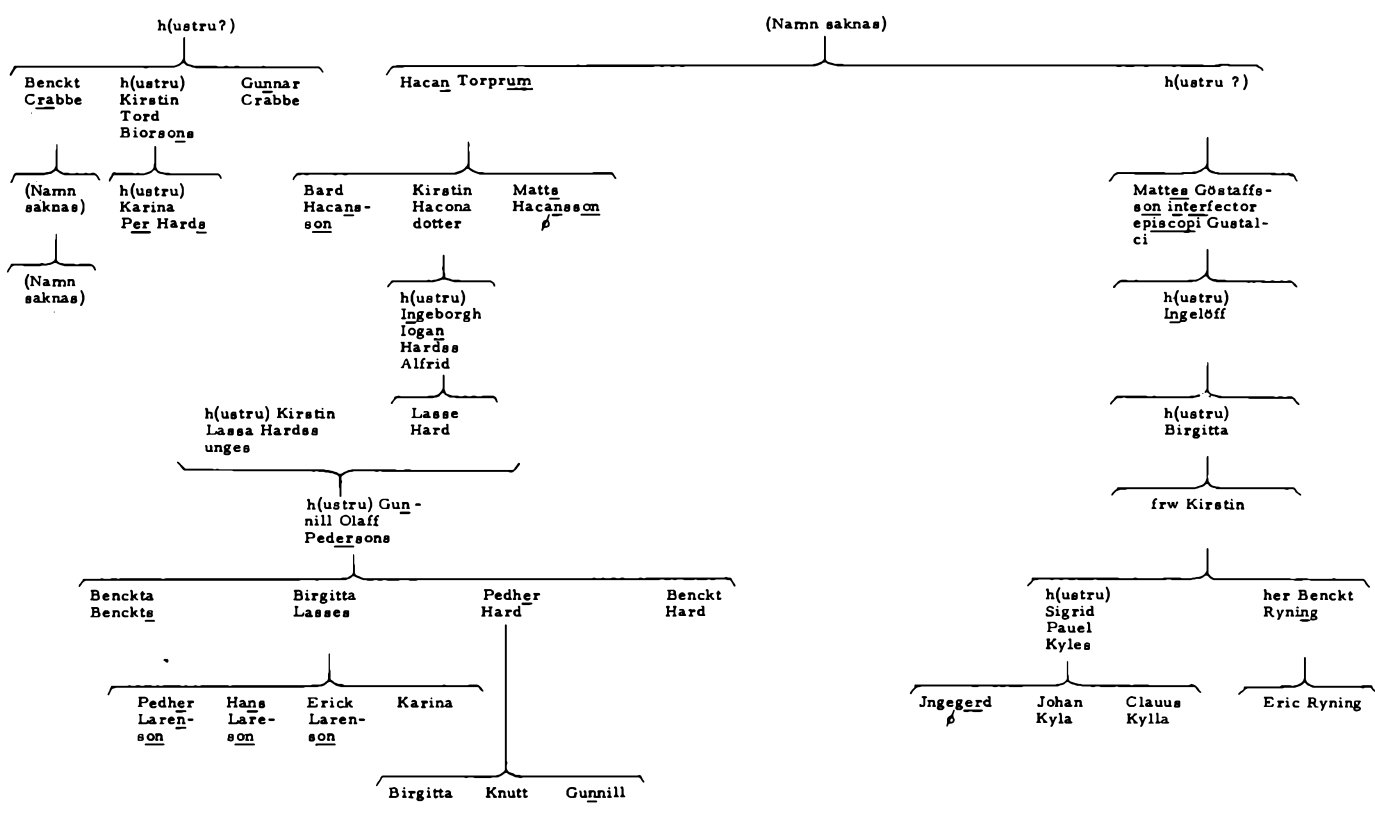 h(ustru?)
(Namn saknas)
Benckt
Crabbe
h(ustru)
Kirstin
Tord
Biorsons
Gunnar
Crabbe
Hacan Torprum
h(ustru ?)
(Namn
saknas)
h(ustru)
Karina
Per Hards
Bard
Hacans-
son
Kirstin
Hacona
dotter
Matts
Hacansson
ø
Mattes Göstaffs-
son interfector
episcopi Gustal-
ci
(Namn
saknas)
h(ustru)
Ingeborgh
Iogan
Hardss
Alfrid
h(ustru)
Ingelöff
h(ustru) Kirstin
Lassa Hardss
unges
Lasse
Hard
h(ustru)
Birgitta
h(ustru) Gun-
nill Olaff
Pedersons
frw Kirstin
Benckta
Benckts
Birgitta
Lasses
Pedher
Hard
Benckt
Hard
h(ustru)
Sigrid
Pauel
Kyles
her Benckt
Ryning
Pedher
Laren-
son
Hans
Lare-
son
Erick
Laren-
son
Karina
Jngegerd
ø
Johan
Kyla
Clauus
Kylla
Eric Ryning
Birgitta
Knutt
Gunnill